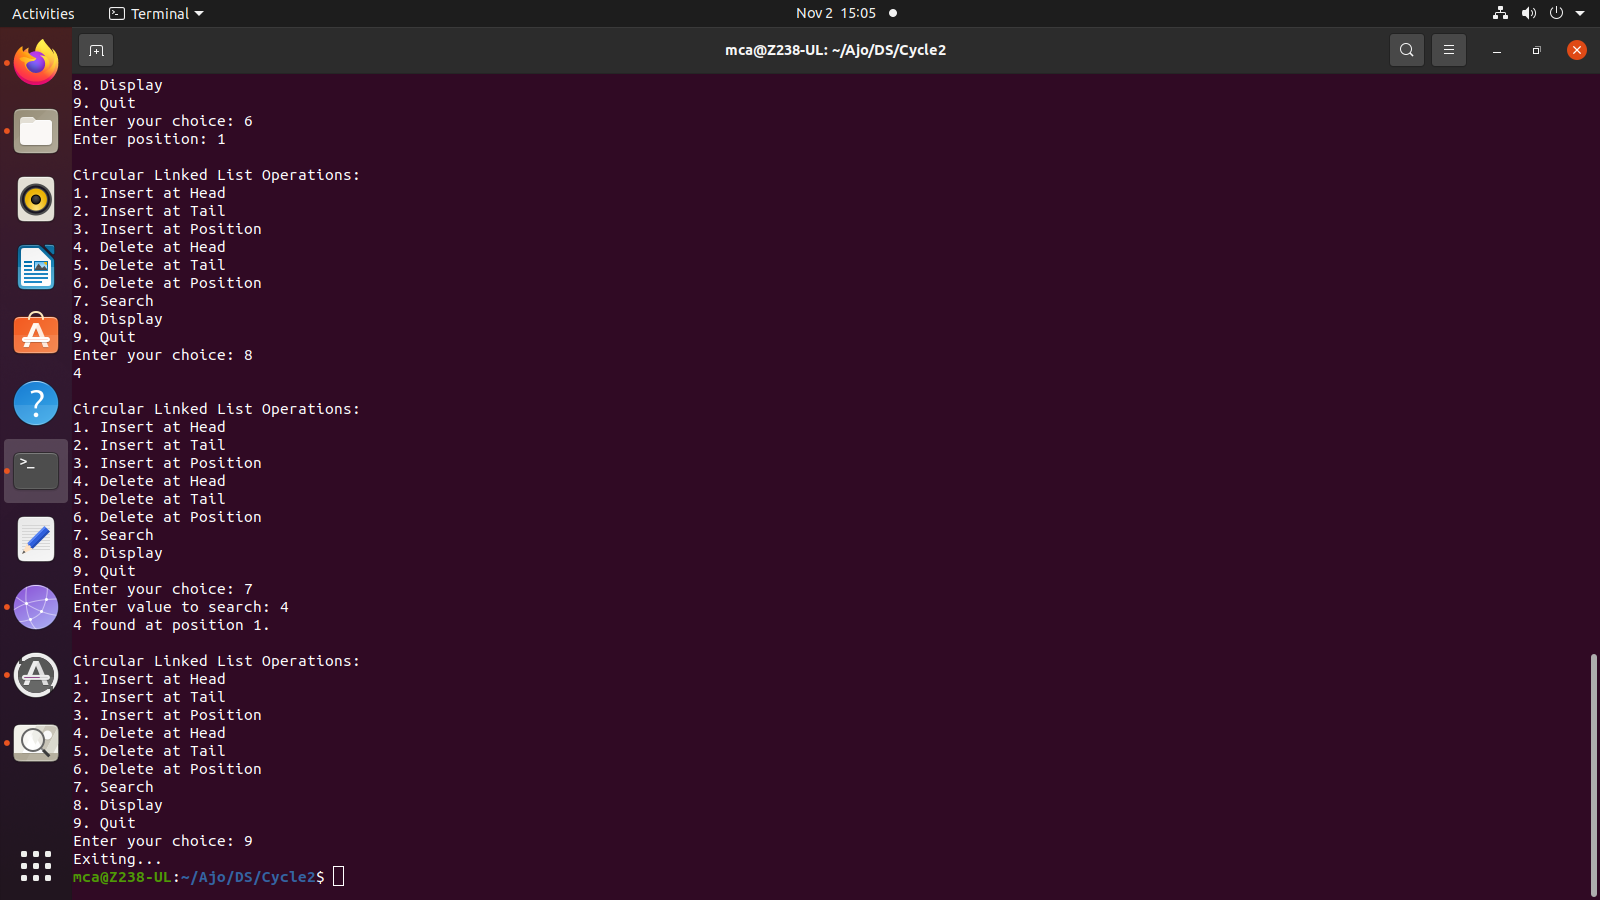 Activities
Terminal
Nov 2 15:05
mca@Z238-UL: ~/Ajo/DS/Cycle2
8. Display
9. Quit
Enter your choice: 6
Enter position: 1
Circular Linked List Operations:
1. Insert at Head
2. Insert at Tail
3. Insert at Position
4. Delete at Head
5. Delete at Tail
6. Delete at Position
7. Search
8. Display
9. Quit
Enter your choice: 8
4
Circular Linked List Operations:
1. Insert at Head
2. Insert at Tail
3. Insert at Position
4. Delete at Head
5. Delete at Tail
6. Delete at Position
7. Search
8. Display
9. Quit
Enter your choice: 7
Enter value to search: 4
4 found at position 1.
Circular Linked List Operations:
1. Insert at Head
2. Insert at Tail
3. Insert at Position
4. Delete at Head
5. Delete at Tail
6. Delete at Position
7. Search
8. Display
9. Quit
Enter your choice: 9
Exiting...
mca@Z238-UL:~/Ajo/DS/Cycle2$